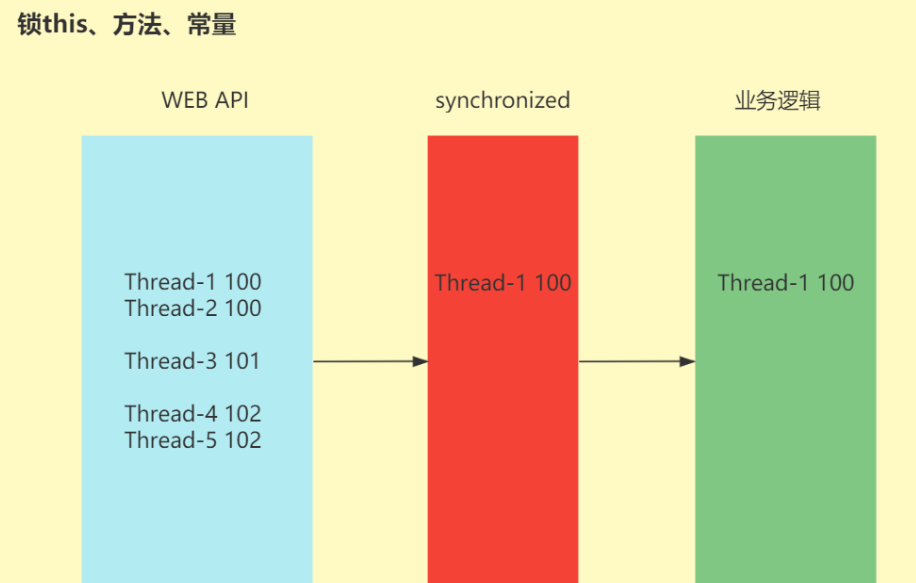 锁this、方法、常量
WEB API
synchronized
业务逻辑
Thread-1 100
Thread-2 100
Thread-3 101
Thread-4 102
Thread-5 102
Thread-1 100
Thread-1 100